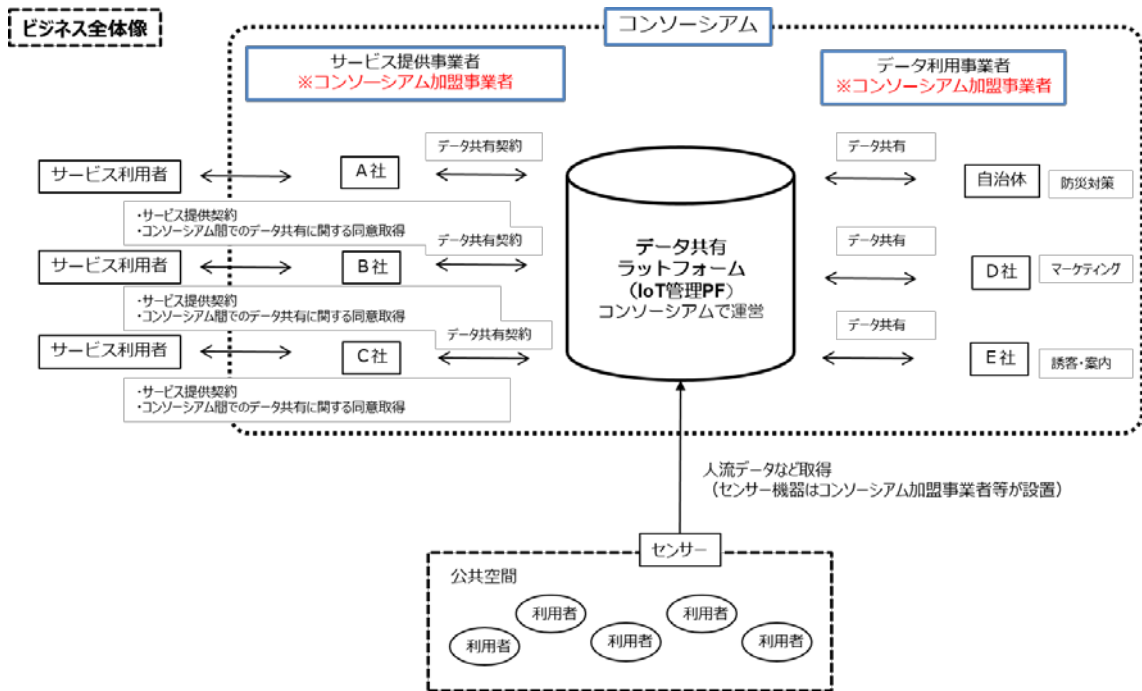 ビジネス全体像
コンソーシアム
サービス提供事業者
※コンソーシアム加盟事業者
データ利用事業者
※コンソーシアム加盟事業者
サービス利用者
A社
データ共有契約
データ共有
自治体
防災対策
・サービス提供契約
・コンソーシアム間でのデータ共有に関する同意取得
サービス利用者
B社
データ共有契約
データ共有
D社
マーケティング
・サービス提供契約
・コンソーシアム間でのデータ共有に関する同意取得
サービス利用者
C社
データ共有契約
データ共有
E社
誘客・案内
・サービス提供契約
・コンソーシアム間でのデータ共有に関する同意取得
データ共有
ラットフォーム
（IoT管理PF）
コンソーシアムで運営
人流データなど取得
（センサー機器はコンソーシアム加盟事業者等が設置）
センサー
公共空間
利用者
利用者
利用者
利用者
利用者